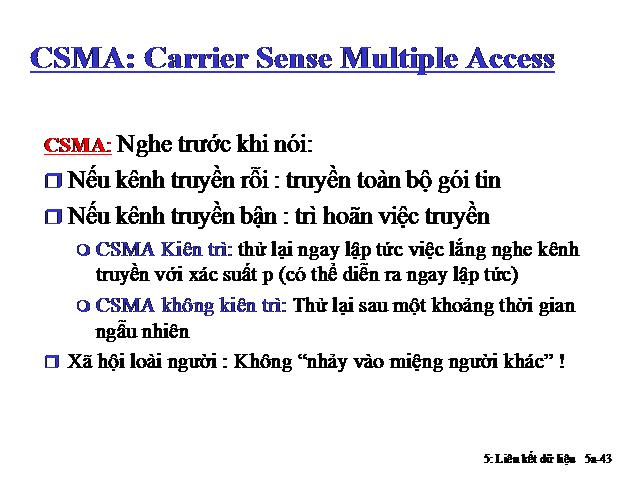 CSMA: Carrier Sense Multiple Access
CSMA: Nghe trước khi nói:
Nếu kênh truyền rỗi : truyền toàn bộ gói tin
Nếu kênh truyền bận : trì hoãn việc truyền
CSMA Kiên trì: thử lại ngay lập tức việc lắng nghe kênh
truyền với xác suất p (có thể diễn ra ngay lập tức)
CSMA không kiên trì: Thử lại sau một khoảng thời gian
ngẫu nhiên
Xã hội loài người : Không “nhảy vào miệng người khác” !
5: Liên kết dữ liệu 5a-43